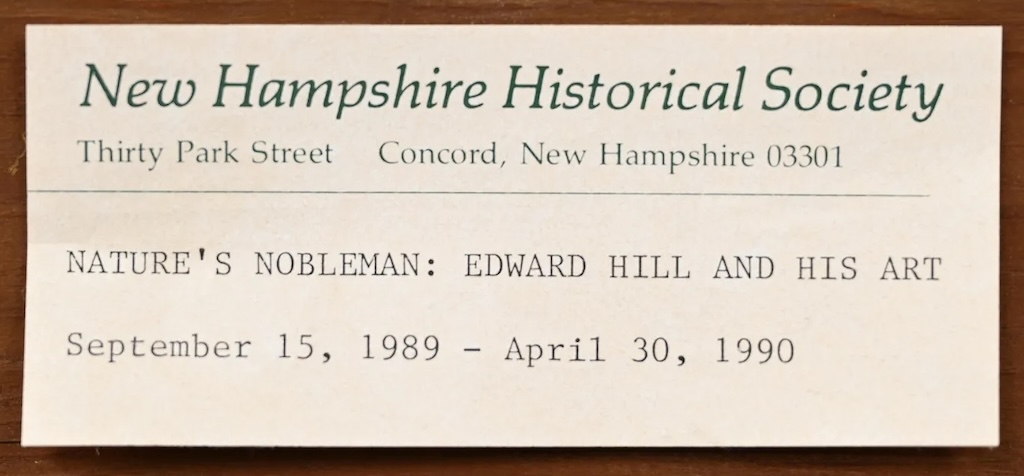 New Hampshire Historical Society
Thirty Park Street Concord, New Hampshire 03301
NATURE'S NOBLEMAN: EDWARD HILL AND HIS ART
September 15, 1989 - April 30, 1990